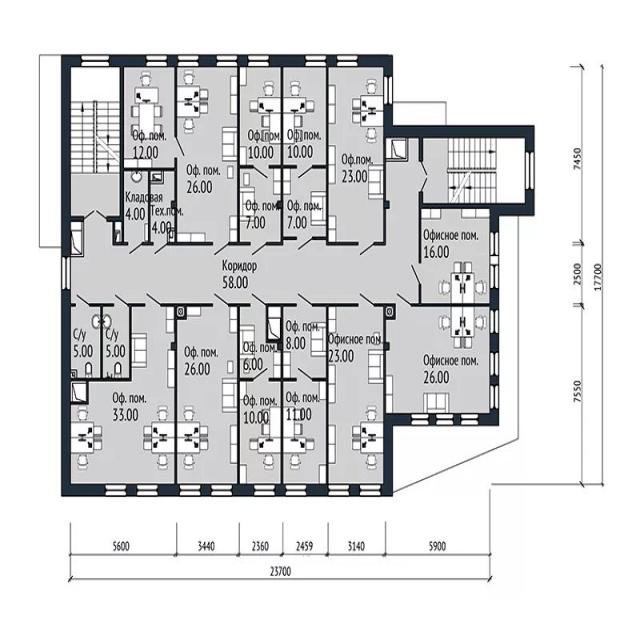 Оф. пом.
12.00
Оф. пом.
26.00
Оф. пом.
10.00
Оф. пом.
10.00
Оф.пом.
23.00
Кладовая
4.00
Тех.пом.
4.00
Оф. пом.
7.00
Оф. пом.
7.00
Офисное пом.
16.00
Коридор
58.00
С/у
5.00
С/у
5.00
Оф. пом.
26.00
Оф. пом.
6.00
Оф. пом.
8.00
Офисное пом.
23.00
Офисное пом.
26.00
Оф. пом.
33.00
Оф. пом.
10.00
Оф. пом.
11.00
7450
2500
7550
17700
5600
3440
2360
2459
3140
5900
23700